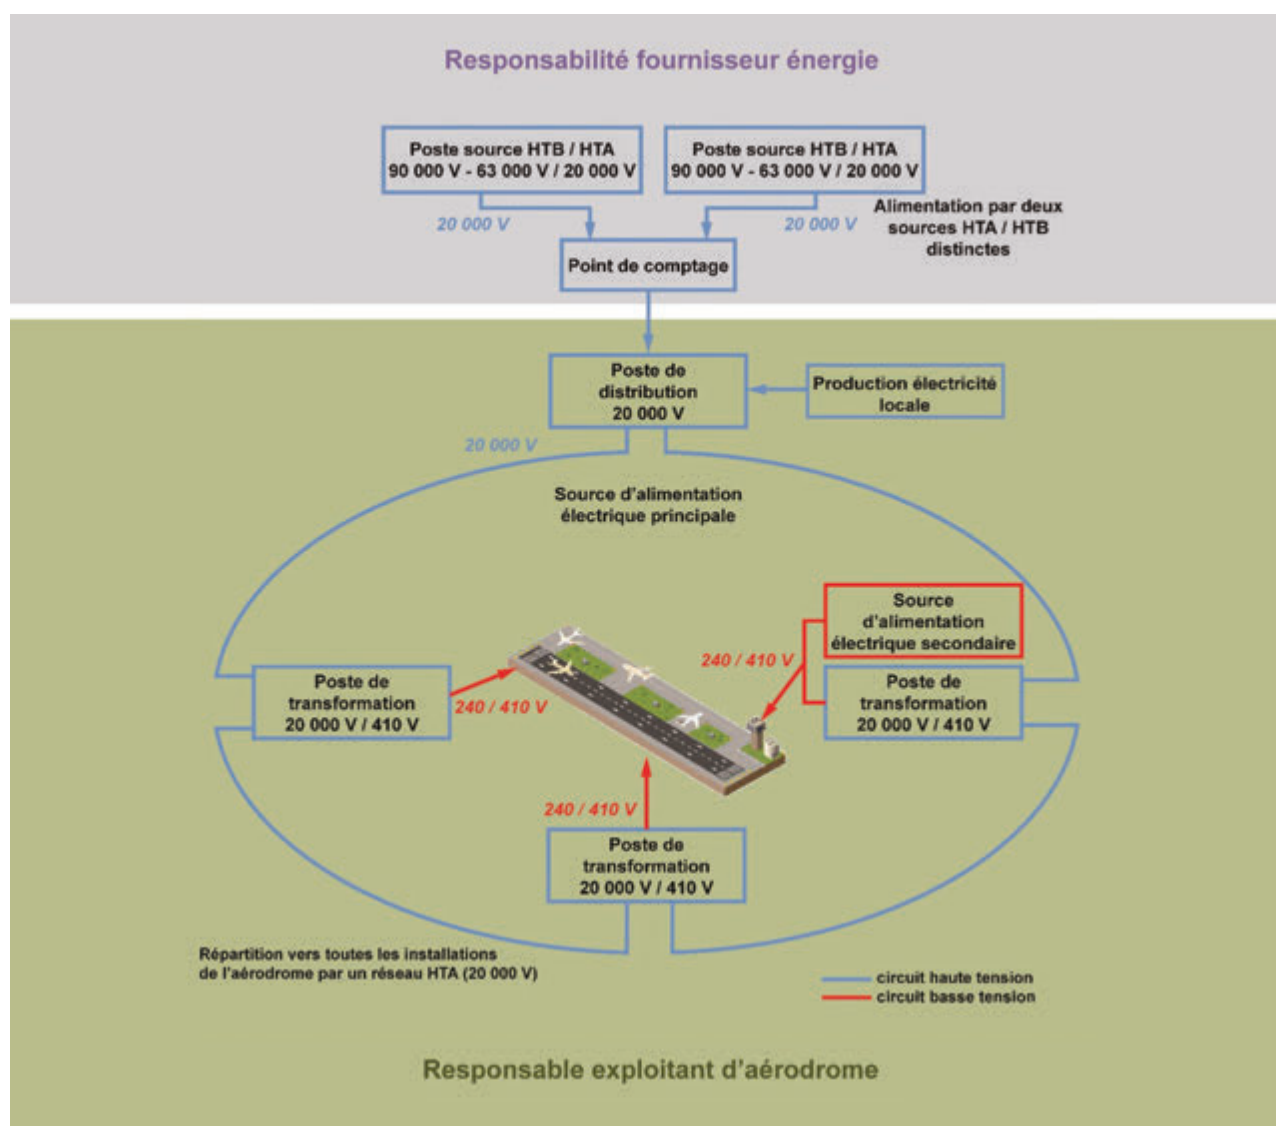 Responsabilité fournisseur énergie
Poste source HTB / HTA
90 000 V - 63 000 V / 20 000 V
Poste source HTB / HTA
90 000 V - 63 000 V / 20 000 V
20 000 V
20 000 V
Alimentation par deux
sources HTA / HTB
distinctes
Point de comptage
Poste de
distribution
20 000 V
Production électricité
locale
20 000 V
Source d'alimentation
électrique principale
Source
d'alimentation
électrique secondaire
240 / 410 V
Poste de
transformation
20 000 V / 410 V
240 / 410 V
Poste de
transformation
20 000 V / 410 V
240 / 410 V
Poste de
transformation
20 000 V / 410 V
Répartition vers toutes les installations
de l'aérodrome par un réseau HTA (20 000 V)
circuit haute tension
circuit basse tension
Responsable exploitant d'aérodrome